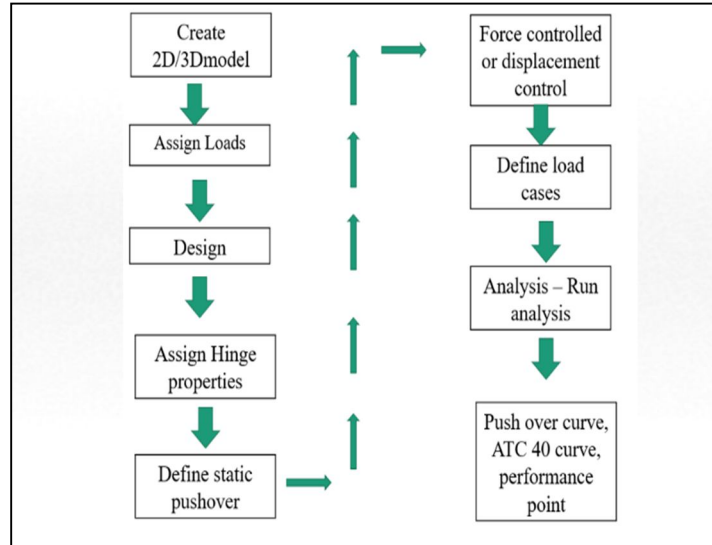 Create
2D/3Dmodel
Assign Loads
Design
Assign Hinge
properties
Define static
pushover
Force controlled
or displacement
control
Define load
cases
Analysis – Run
analysis
Push over curve,
ATC 40 curve,
performance
point